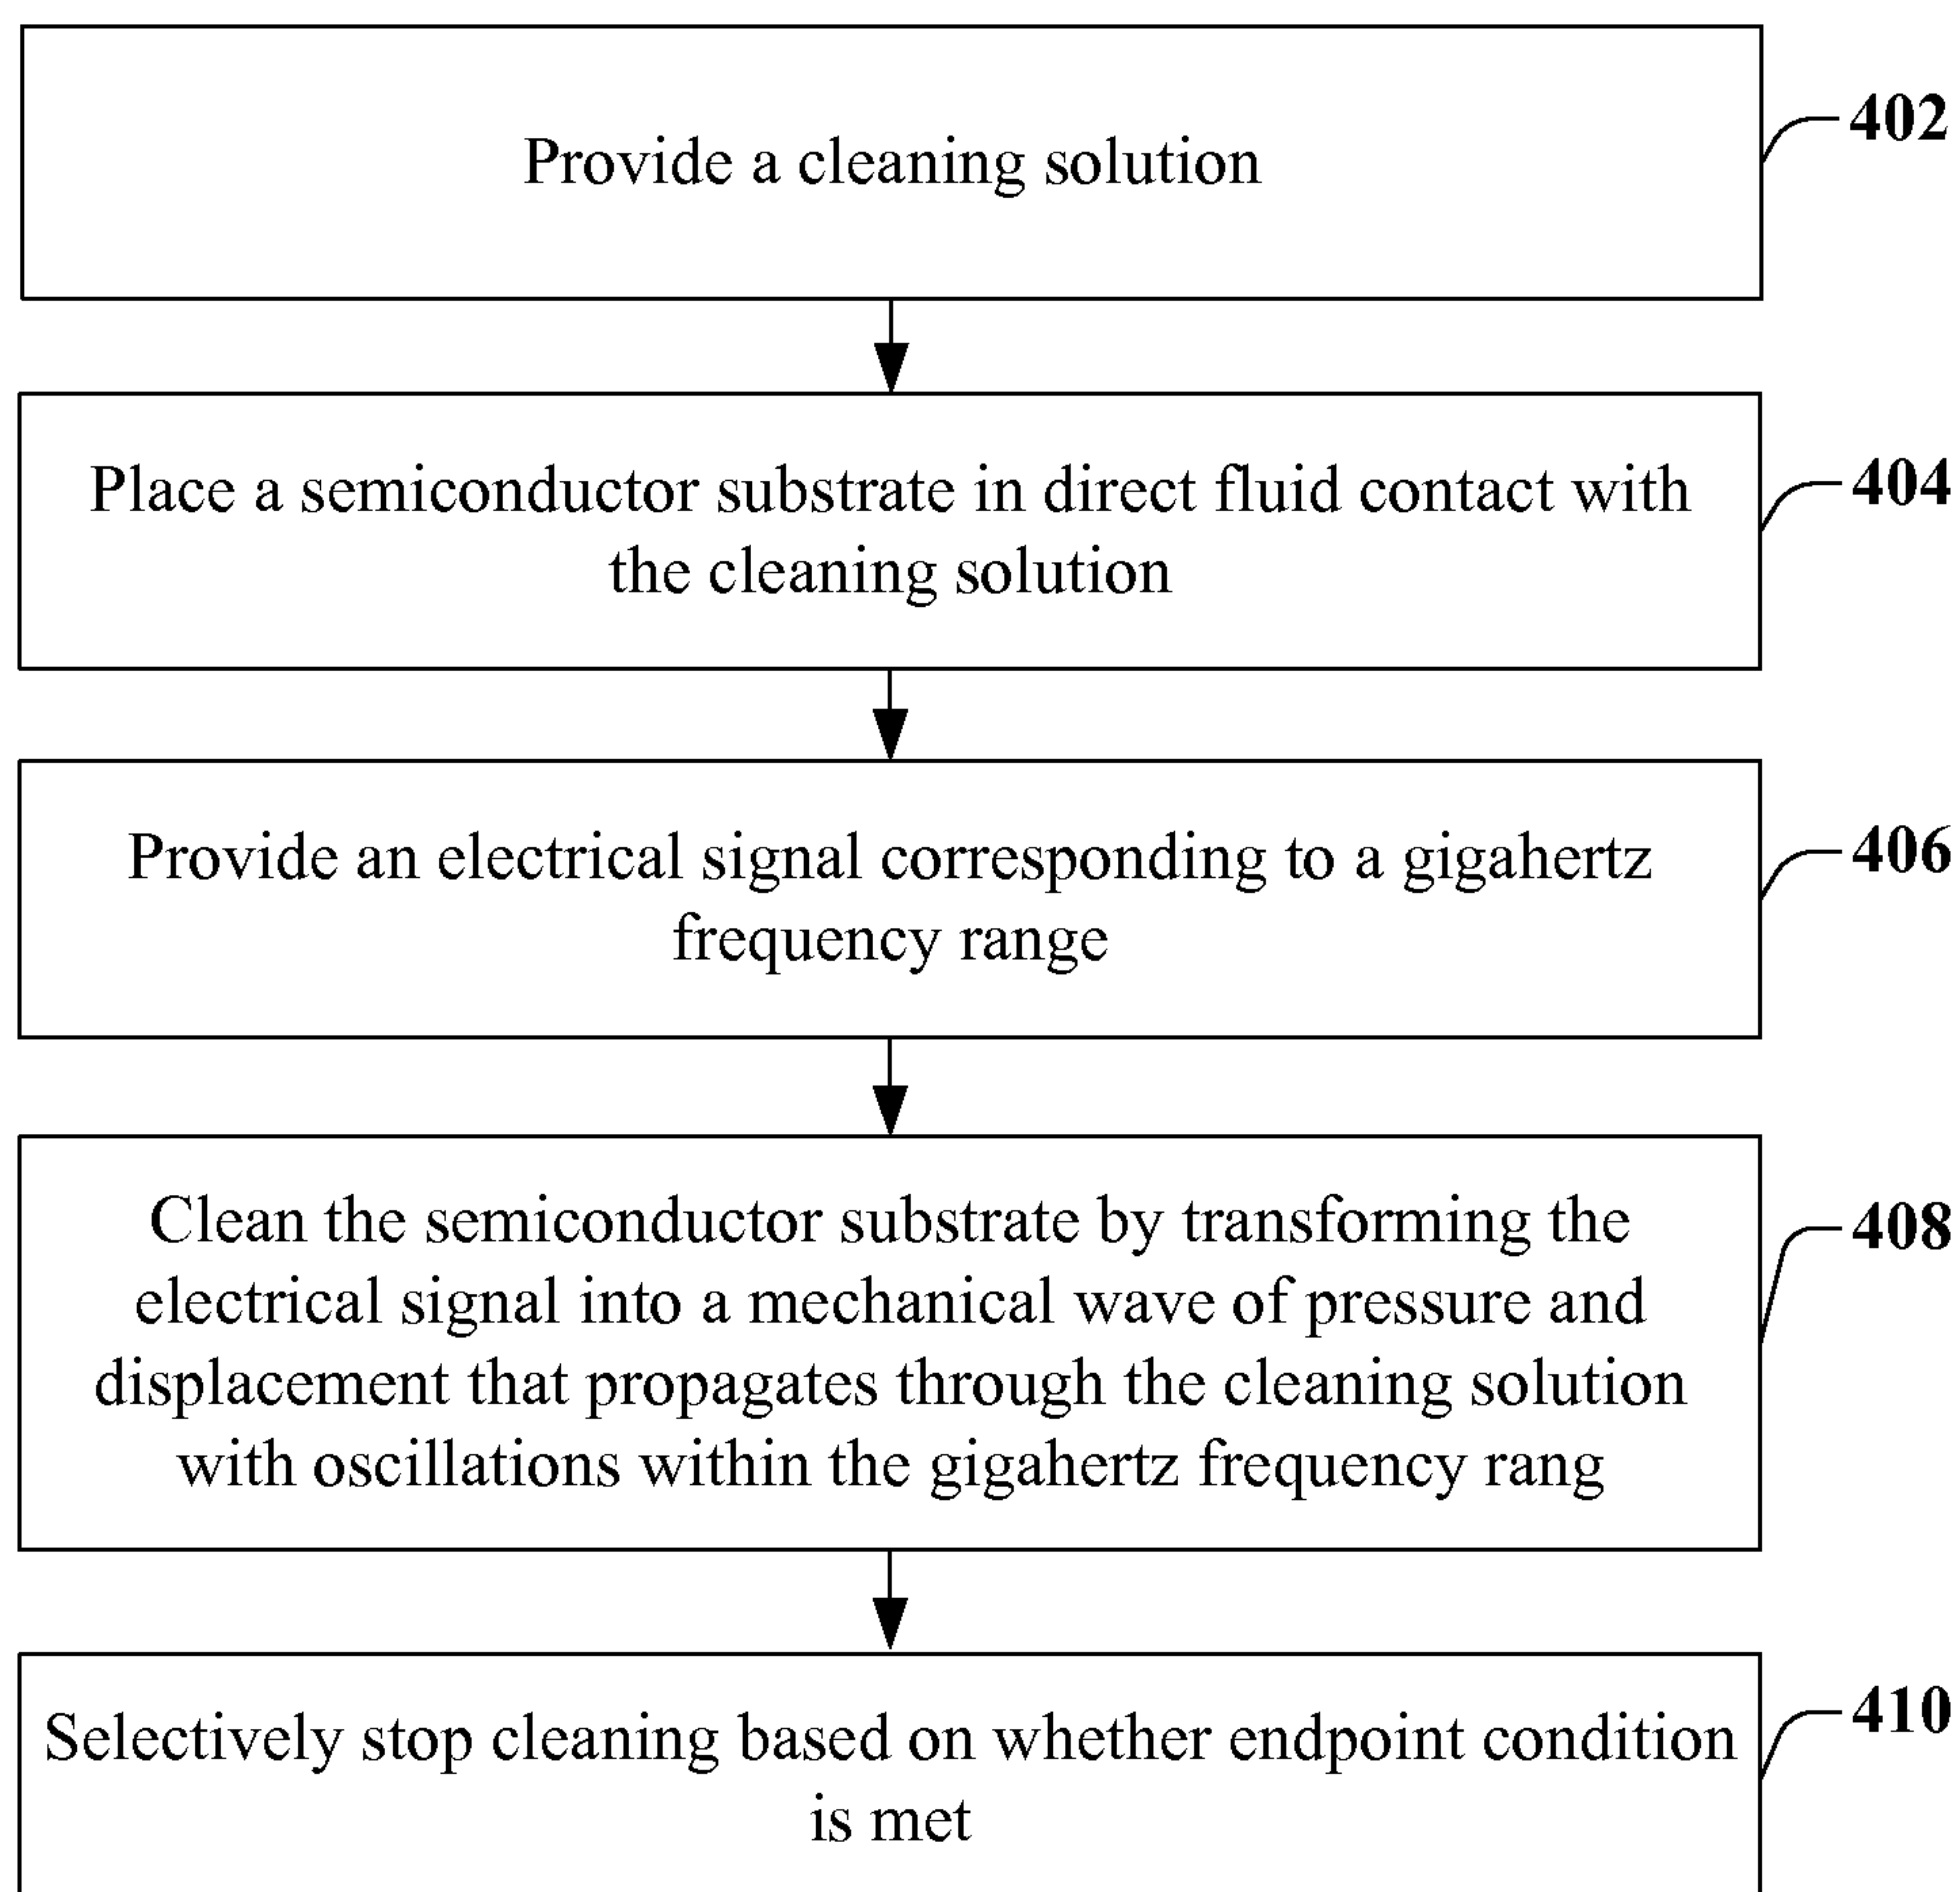 Provide a cleaning solution
402
Place a semiconductor substrate in direct fluid contact with
the cleaning solution
404
Provide an electrical signal corresponding to a gigahertz
frequency range
406
Clean the semiconductor substrate by transforming the
electrical signal into a mechanical wave of pressure and
displacement that propagates through the cleaning solution
with oscillations within the gigahertz frequency rang
408
Selectively stop cleaning based on whether endpoint condition
is met
410